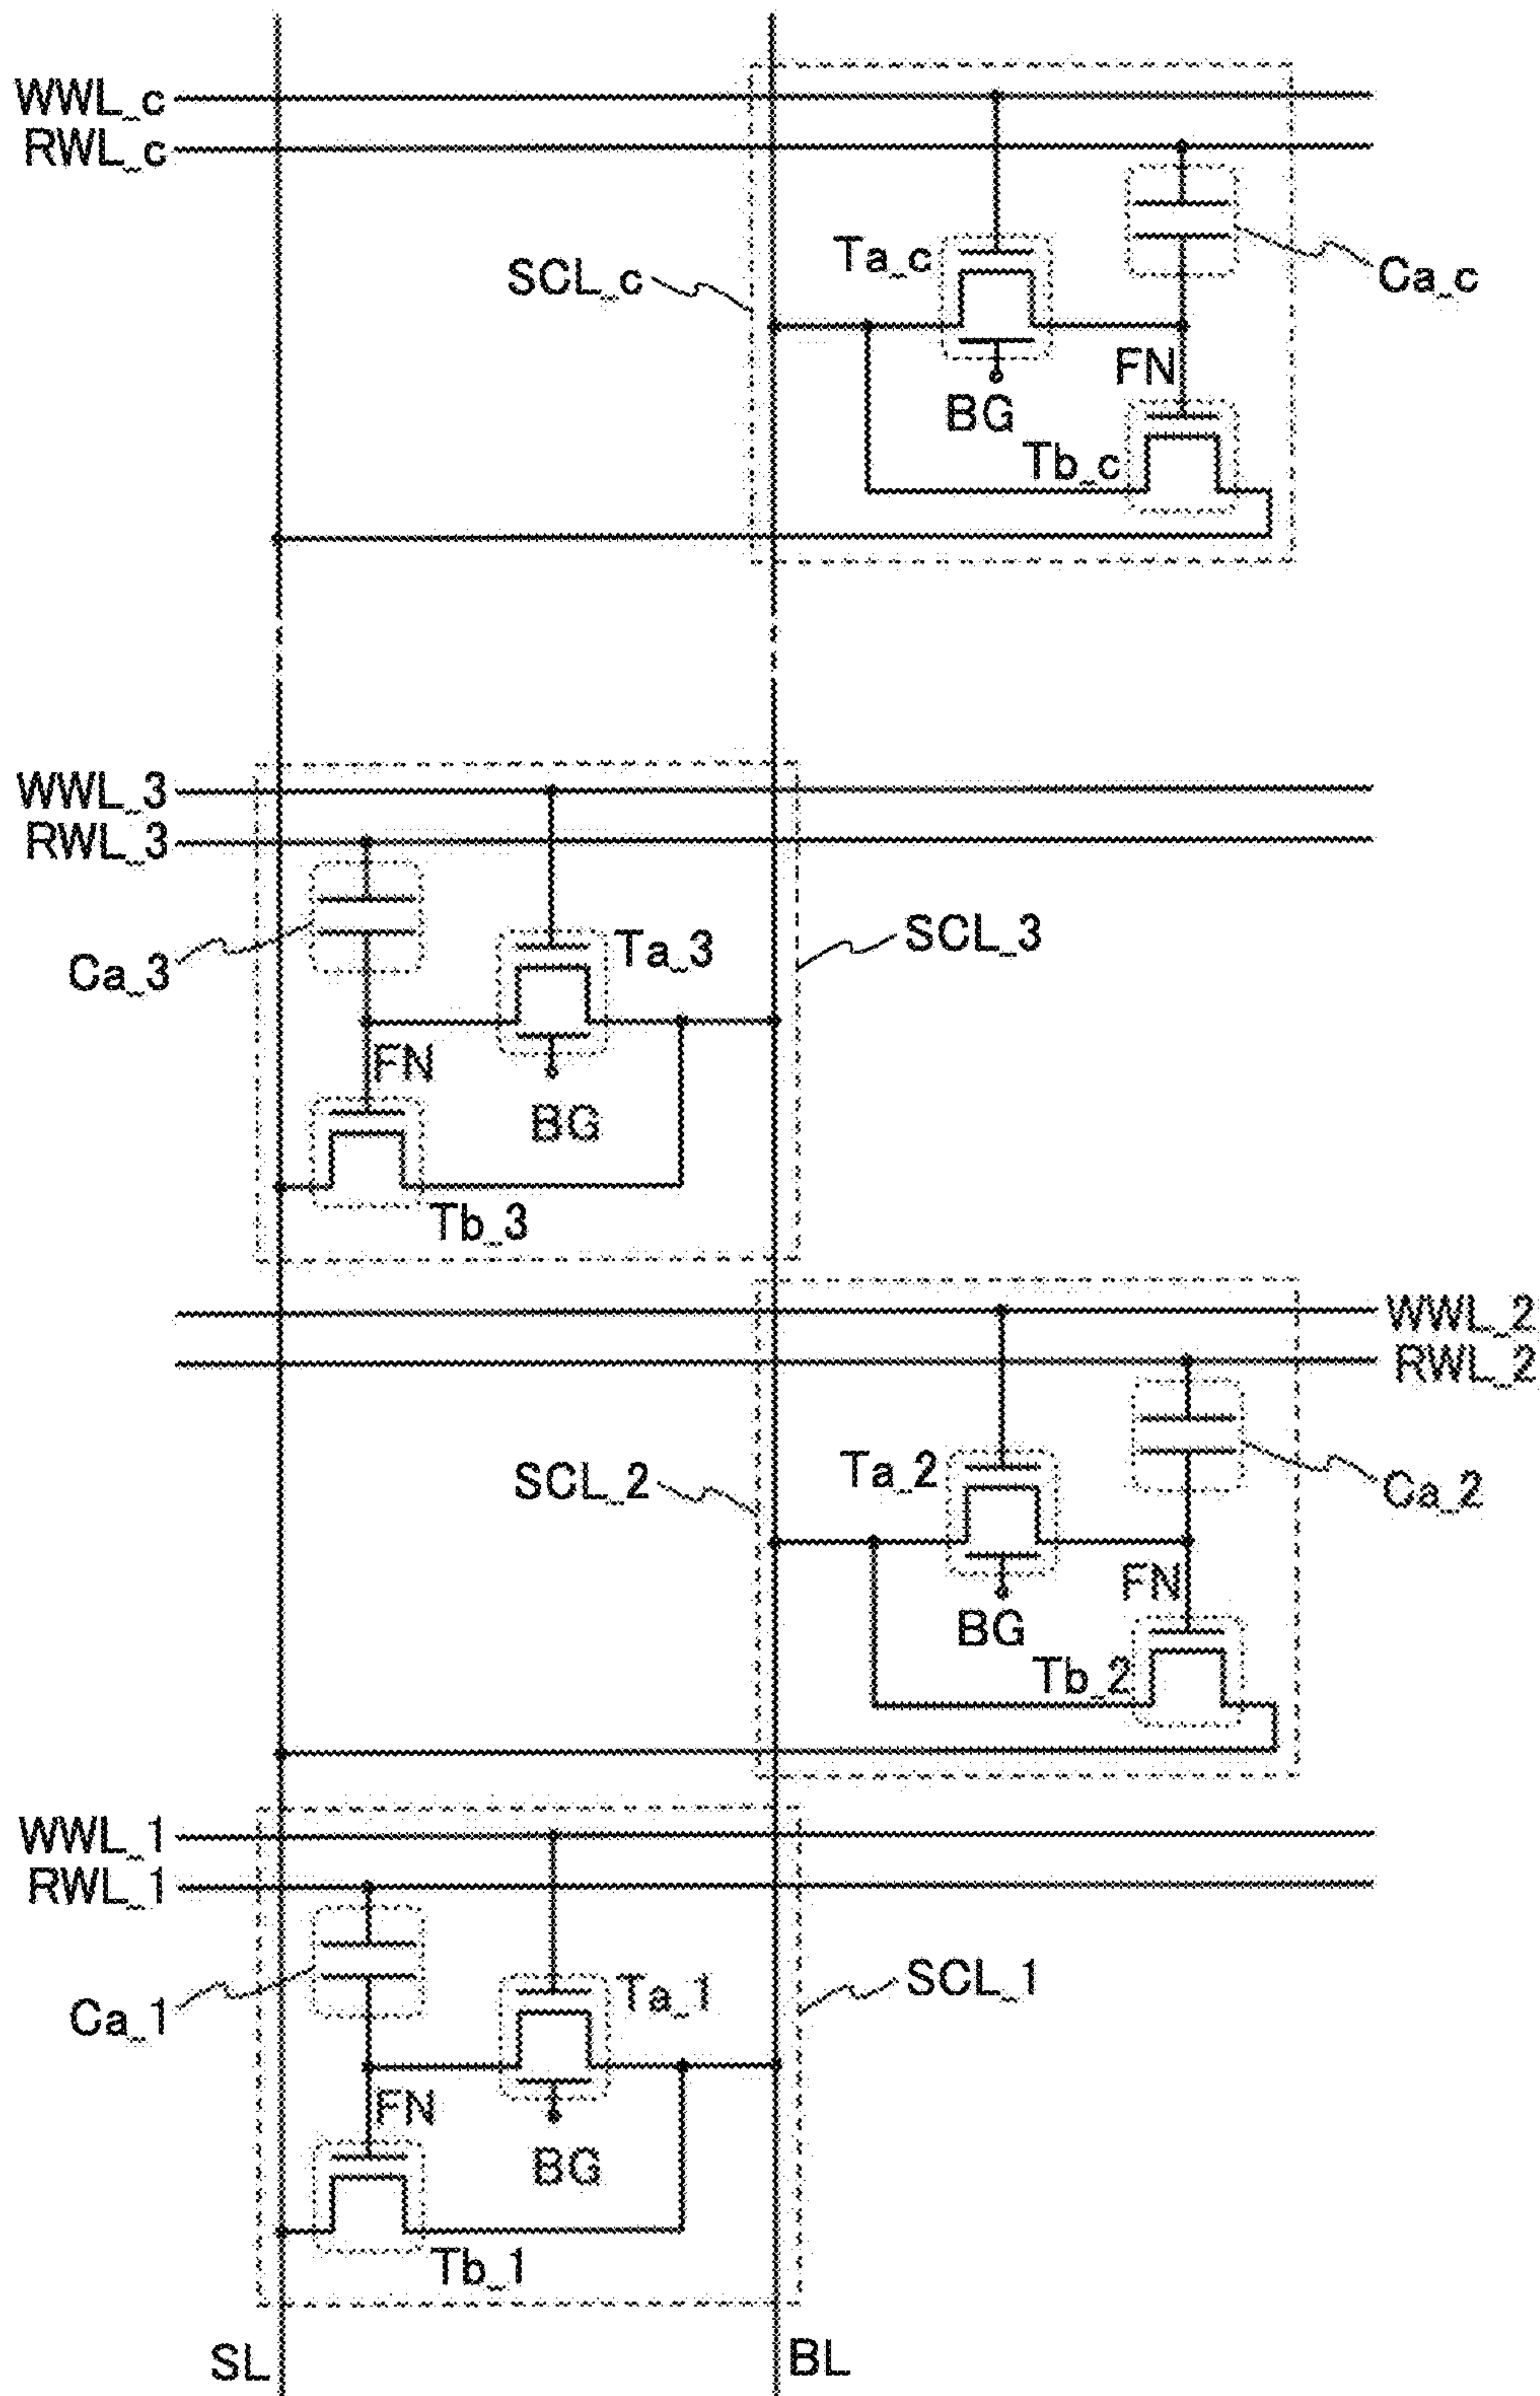 WWL_c
RWL_c
Ta_c
SCL_c
Ca_c
FN
BG
Tb_c
WWL_3
RWL_3
Ta_3
SCL_3
Ca_3
FN
BG
Tb_3
WWL_2
RWL_2
Ta_2
SCL_2
Ca_2
FN
BG
Tb_2
WWL_1
RWL_1
Ta_1
SCL_1
Ca_1
FN
BG
Tb_1
SL
BL